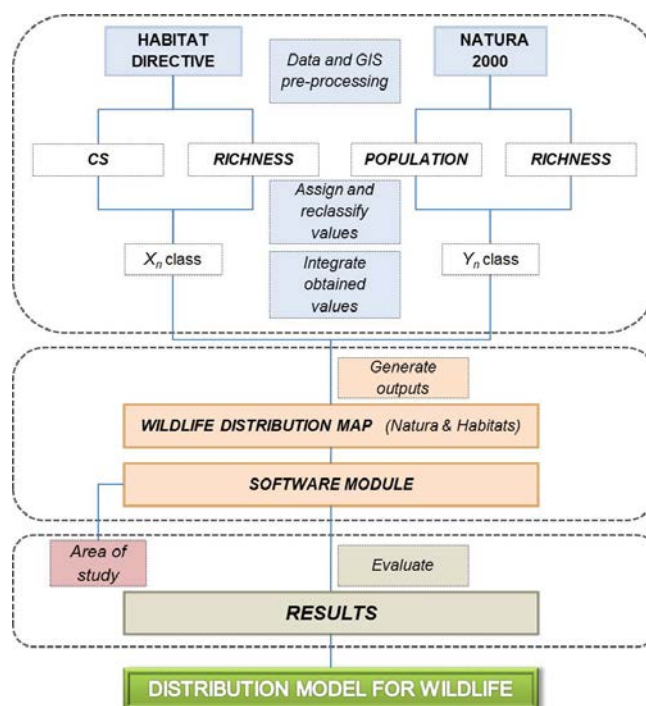 HABITAT
DIRECTIVE
Data and GIS
pre-processing
NATURA
2000
CS
RICHNESS
POPULATION
RICHNESS
Assign and
reclassify
values
Xn class
Integrate
obtained
values
Yn class
Generate
outputs
WILDLIFE DISTRIBUTION MAP (Natura & Habitats)
SOFTWARE MODULE
Area of
study
Evaluate
RESULTS
DISTRIBUTION MODEL FOR WILDLIFE